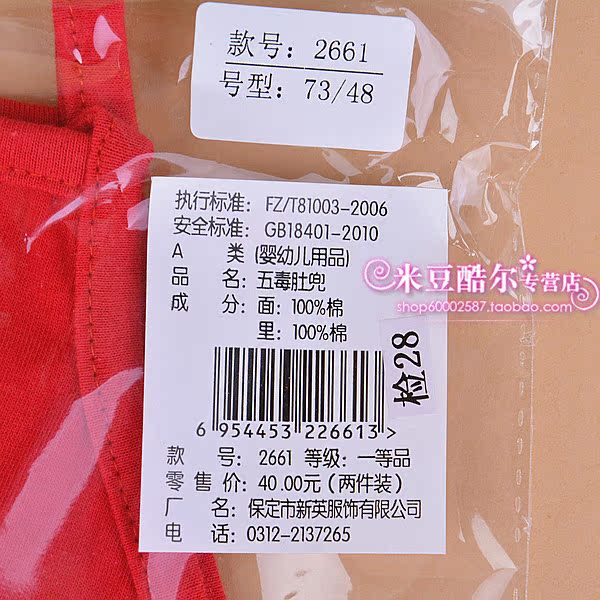 款号：2661
号型：73/48
执行标准：FZ/T81003-2006
安全标准：GB18401-2010
A 类（婴幼儿用品）
品 名：五毒肚兜
成 分：面：100%棉
里：100%棉
检28
6 954453 226613>
款 号：2661 等级：一等品
零售价：40.00元（两件装）
厂 名：保定市新英服饰有限公司
电 话：0312-2137265
米豆酷尔专营店
shop60002587.taobao.com